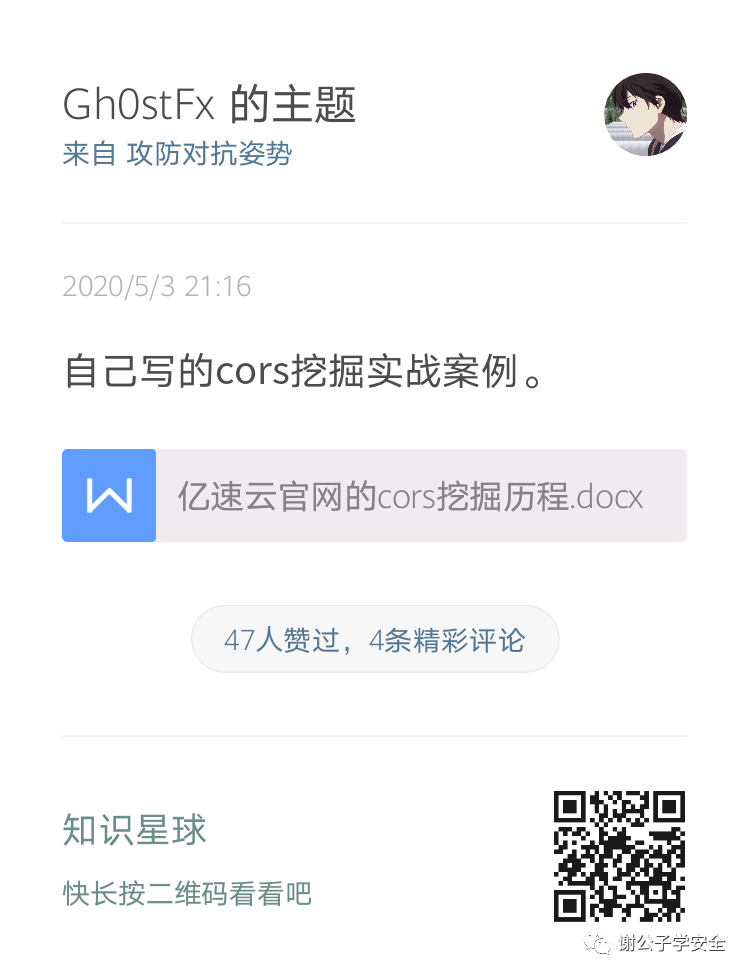 Gh0stFx 的主题
来自 攻防对抗姿势
2020/5/3 21:16
自己写的cors挖掘实战案例。
亿速云官网的cors挖掘历程.docx
47人赞过，4条精彩评论
知识星球
快长按二维码看看吧
谢公子学安全